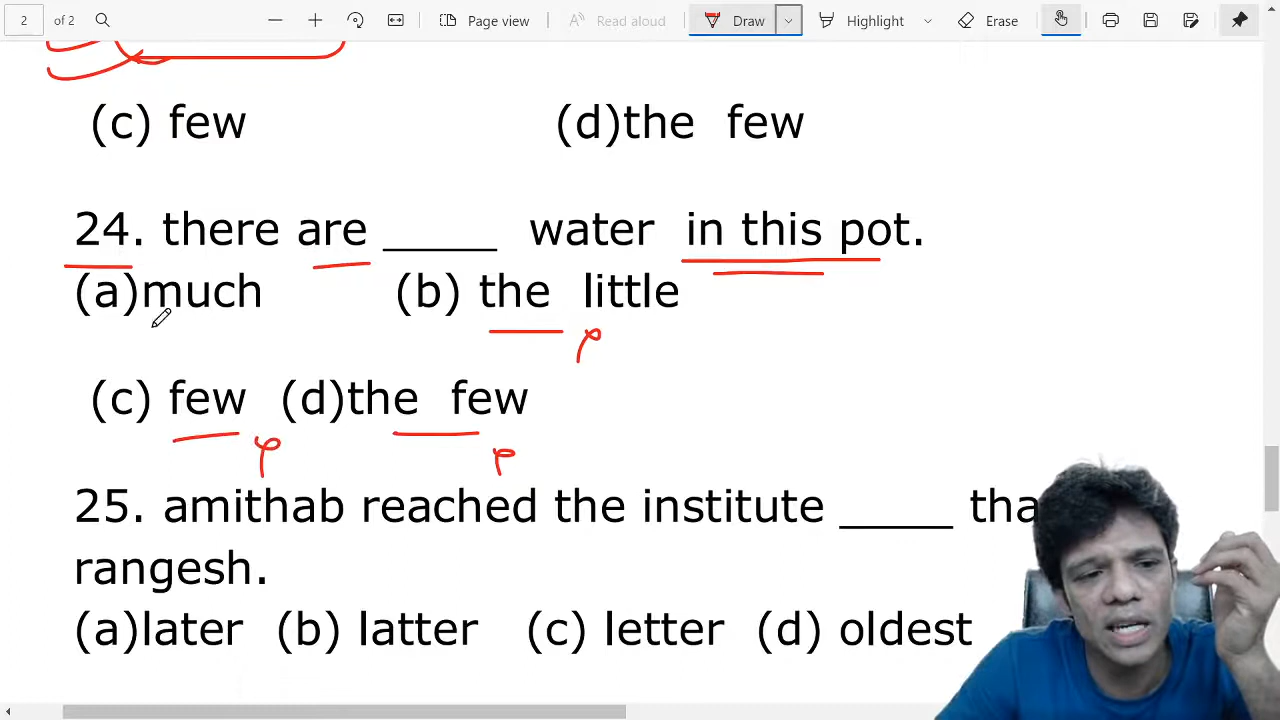 2 of 2 Page view Read aloud Draw Highlight Erase
(c) few (d)the few
24. there are _____ water in this pot.
(a)much (b) the little
(c) few (d)the few
25. amithab reached the institute _____ tha
rangesh.
(a)later (b) latter (c) letter (d) oldest